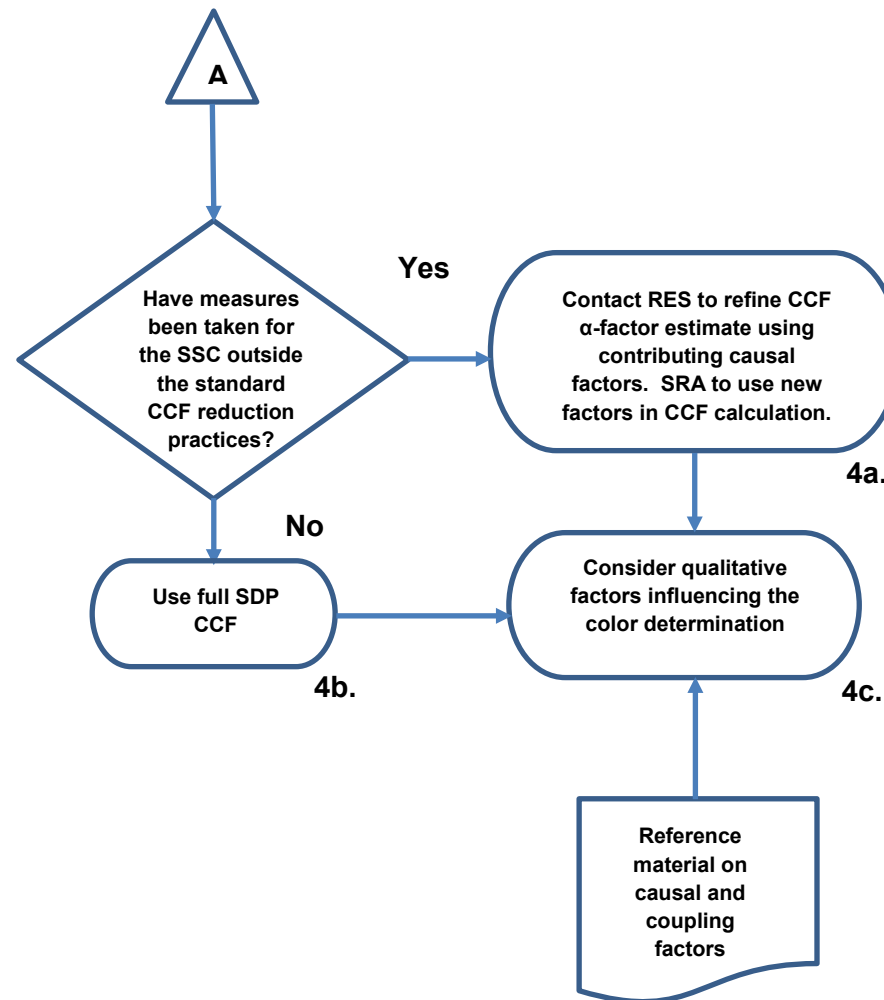 A
Have measures
been taken for
the SSC outside
the standard
CCF reduction
practices?
Yes
Contact RES to refine CCF
α-factor estimate using
contributing causal
factors.  SRA to use new
factors in CCF calculation.
4a.
No
Use full SDP
CCF
4b.
Consider qualitative
factors influencing the
color determination
4c.
Reference
material on
causal and
coupling
factors